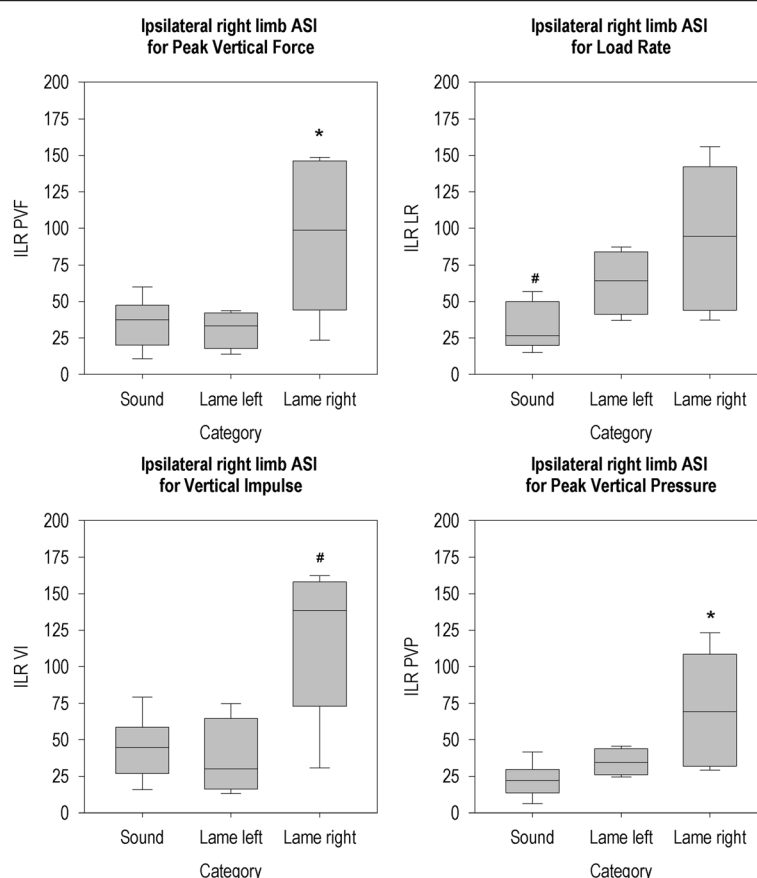 Ipsilateral right limb ASI
for Peak Vertical Force
200
175
150
125
100
75
50
25
0
ILR PVF
*
Sound Lame left Lame right
Category
Ipsilateral right limb ASI
for Load Rate
200
175
150
125
100
75
50
25
0
ILR LR
#
Sound Lame left Lame right
Category
Ipsilateral right limb ASI
for Vertical Impulse
200
175
150
125
100
75
50
25
0
ILR VI
#
Sound Lame left Lame right
Category
Ipsilateral right limb ASI
for Peak Vertical Pressure
200
175
150
125
100
75
50
25
0
ILR PVP
*
Sound Lame left Lame right
Category